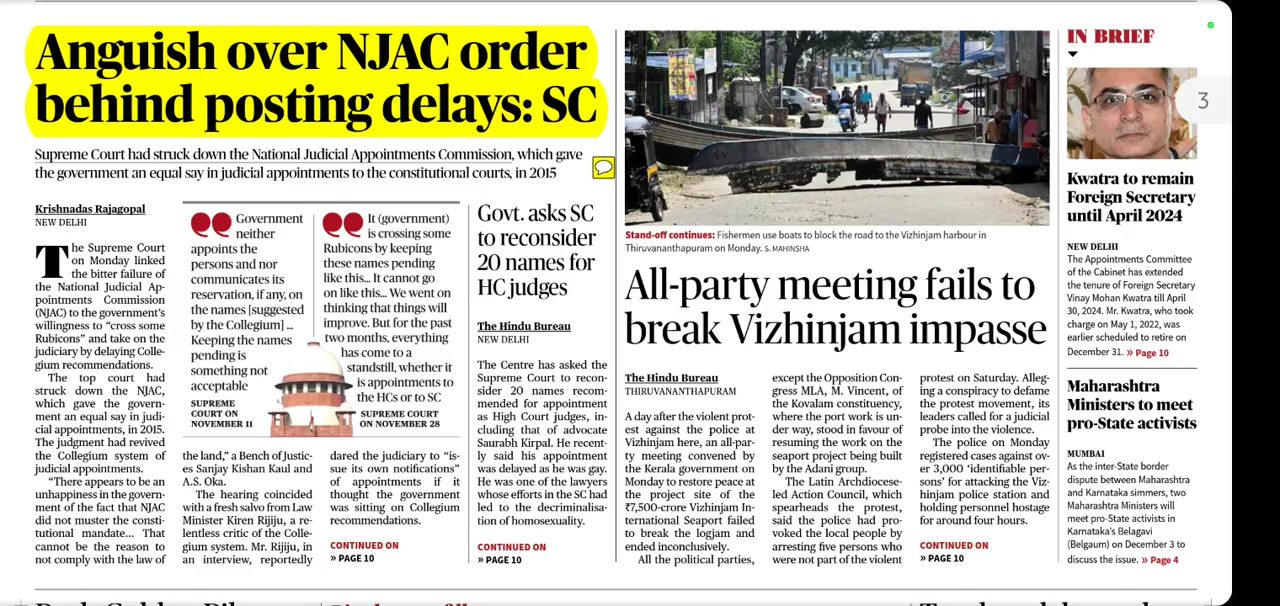 Anguish over NJAC order
behind posting delays: SC
Supreme Court had struck down the National Judicial Appointments Commission, which gave
the government an equal say in judicial appointments to the constitutional courts, in 2015
Krishnadas Rajagopal
NEW DELHI
The Supreme Court
on Monday linked
the bitter failure of
the National Judicial Ap-
pointments Commission
(NJAC) to the government's
willingness to “cross some
Rubicons” and take on the
judiciary by delaying Colle-
gium recommendations.
The top court had
struck down the NJAC,
which gave the govern-
ment an equal say in judi-
cial appointments, in 2015.
The judgment had revived
the Collegium system of
judicial appointments.
“There appears to be an
unhappiness in the govern-
ment of the fact that NJAC
did not muster the consti-
tutional mandate... That
cannot be the reason to
not comply with the law of
Government
neither
appoints the
persons and nor
communicates its
reservation, if any, on
the names [suggested
by the Collegium] ...
Keeping the names
pending is
something not
acceptable
SUPREME
COURT ON
NOVEMBER 11
It (government)
is crossing some
Rubicons by keeping
these names pending
like this... It cannot go
on like this... We went on
thinking that things will
improve. But for the past
two months, everything
has come to a
standstill, whether it
is appointments to
the HCs or to SC
SUPREME COURT
ON NOVEMBER 28
the land,” a Bench of Justic-
es Sanjay Kishan Kaul and
A.S. Oka.
The hearing coincided
with a fresh salvo from Law
Minister Kiren Rijiju, a re-
lentless critic of the Colle-
gium system. Mr. Rijiju, in
an interview, reportedly
dared the judiciary to “is-
sue its own notifications”
of appointments if it
thought the government
was sitting on Collegium
recommendations.
CONTINUED ON
» PAGE 10
Govt. asks SC
to reconsider
20 names for
HC judges
The Hindu Bureau
NEW DELHI
The Centre has asked the
Supreme Court to recon-
sider 20 names recom-
mended for appointment
as High Court judges, in-
cluding that of advocate
Saurabh Kirpal. He recent-
ly said his appointment
was delayed as he was gay.
He was one of the lawyers
whose efforts in the SC had
led to the decriminalisa-
tion of homosexuality.
CONTINUED ON
» PAGE 10
Stand-off continues: Fishermen use boats to block the road to the Vizhinjam harbour in
Thiruvananthapuram on Monday. S. MAHINSHA
All-party meeting fails to
break Vizhinjam impasse
The Hindu Bureau
THIRUVANANTHAPURAM
A day after the violent prot-
est against the police at
Vizhinjam here, an all-par-
ty meeting convened by
the Kerala government on
Monday to restore peace at
the project site of the
₹7,500-crore Vizhinjam In-
ternational Seaport failed
to break the logjam and
ended inconclusively.
All the political parties,
except the Opposition Con-
gress MLA, M. Vincent, of
the Kovalam constituency,
where the port work is un-
der way, stood in favour of
resuming the work on the
seaport project being built
by the Adani group.
The Latin Archdiocese-
led Action Council, which
spearheads the protest,
said the police had pro-
voked the local people by
arresting five persons who
were not part of the violent
protest on Saturday. Alleg-
ing a conspiracy to defame
the protest movement, its
leaders called for a judicial
probe into the violence.
The police on Monday
registered cases against ov-
er 3,000 ‘identifiable per-
sons’ for attacking the Viz-
hinjam police station and
holding personnel hostage
for around four hours.
CONTINUED ON
» PAGE 10
IN BRIEF
3
Kwatra to remain
Foreign Secretary
until April 2024
NEW DELHI
The Appointments Committee
of the Cabinet has extended
the tenure of Foreign Secretary
Vinay Mohan Kwatra till April
30, 2024. Mr. Kwatra, who took
charge on May 1, 2022, was
earlier scheduled to retire on
December 31. » Page 10
Maharashtra
Ministers to meet
pro-State activists
MUMBAI
As the inter-State border
dispute between Maharashtra
and Karnataka simmers, two
Maharashtra Ministers will
meet pro-State activists in
Karnataka's Belagavi
(Belgaum) on December 3 to
discuss the issue. » Page 4